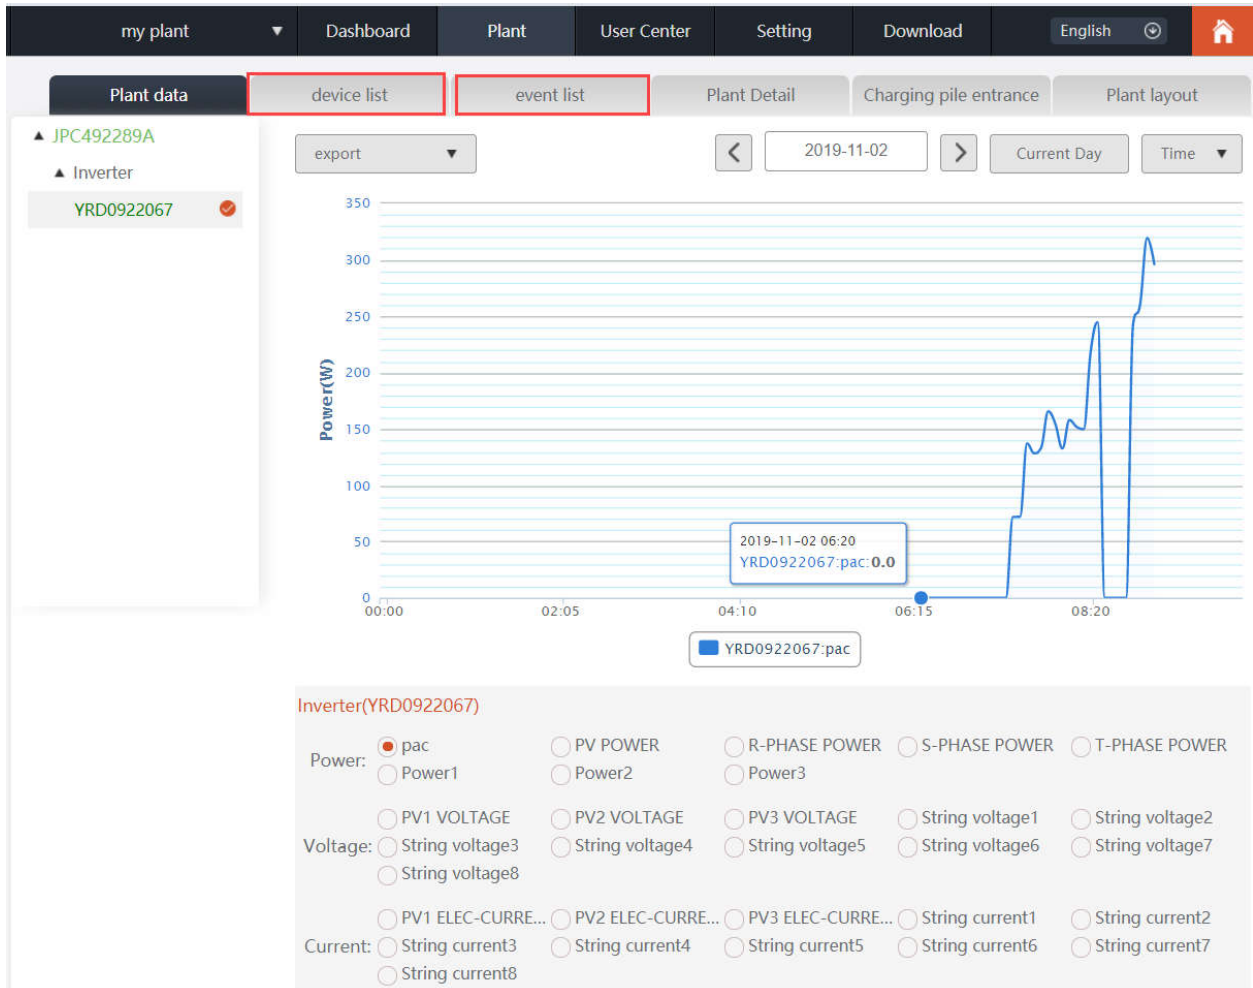 my plant Dashboard Plant User Center Setting Download English
Plant data device list event list Plant Detail Charging pile entrance Plant layout
JPC492289A
Inverter
YRD0922067
export 2019-11-02 Current Day Time
350
300
250
200
150
100
50
0
Power(W)
2019-11-02 06:20
YRD0922067:pac:0.0
00:00 02:05 04:10 06:15 08:20
YRD0922067:pac
Inverter(YRD0922067)
Power: pac PV POWER R-PHASE POWER S-PHASE POWER T-PHASE POWER
Power1 Power2 Power3
Voltage: PV1 VOLTAGE PV2 VOLTAGE PV3 VOLTAGE String voltage1 String voltage2
String voltage3 String voltage4 String voltage5 String voltage6 String voltage7
String voltage8
Current: PV1 ELEC-CURRE... PV2 ELEC-CURRE... PV3 ELEC-CURRE... String current1 String current2
String current3 String current4 String current5 String current6 String current7
String current8